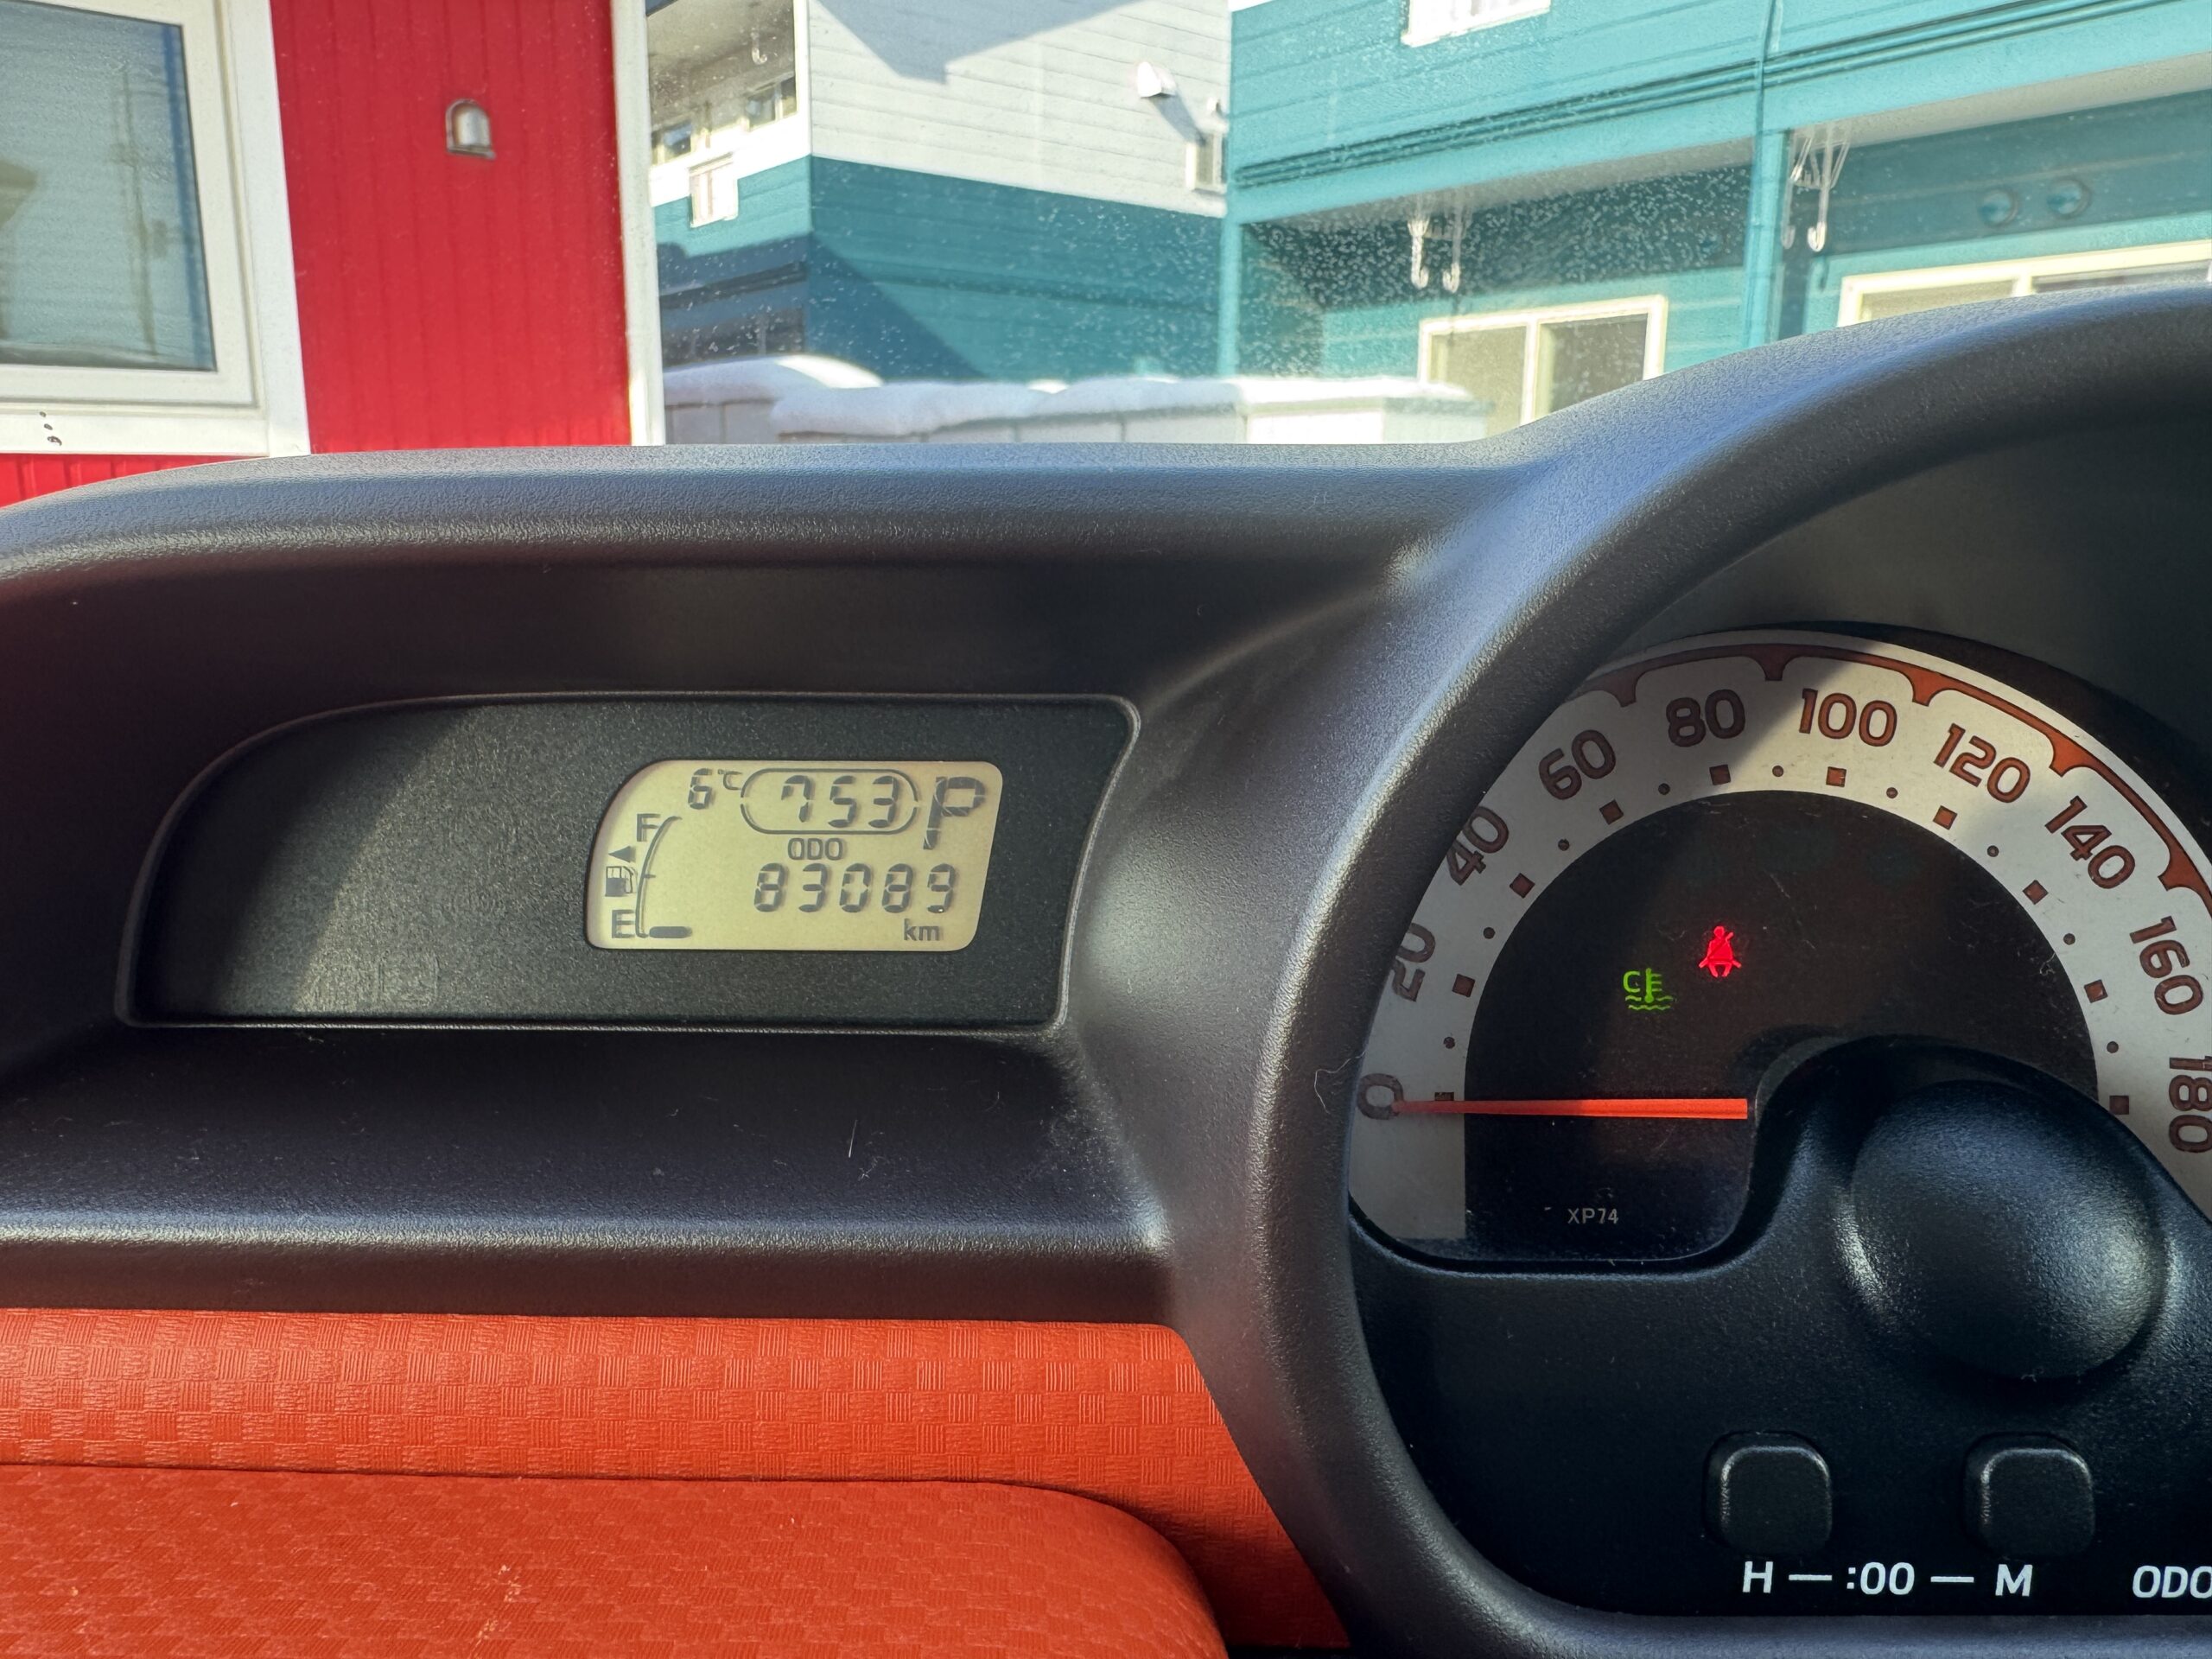 6℃ 753 P
F
ODO
83089
E
km
0
20
40
60
80
100
120
140
160
180
C
XP74
H — :00 — M
ODO